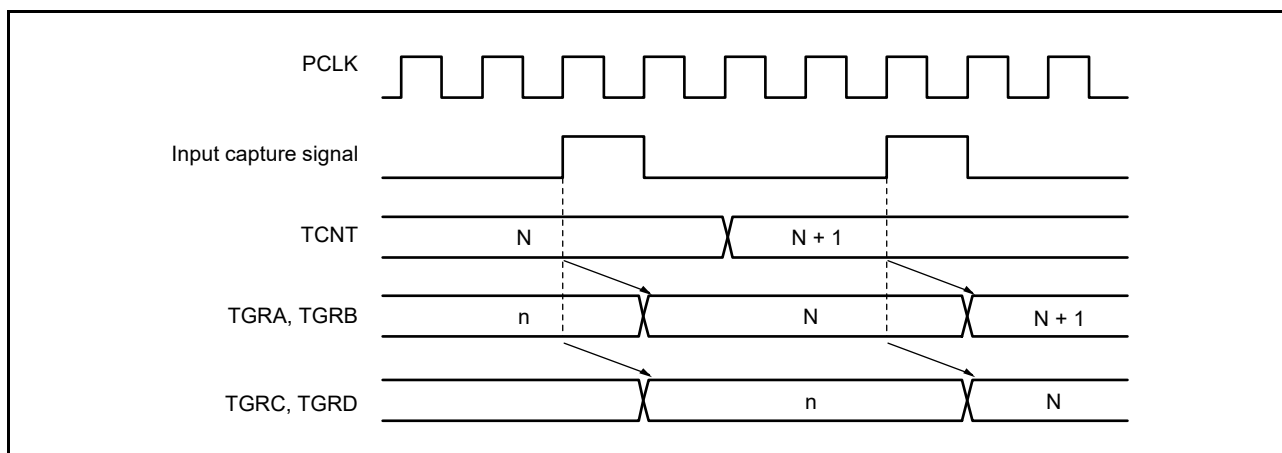 PCLK
Input capture signal
TCNT N N + 1
TGRA, TGRB n N N + 1
TGRC, TGRD n N